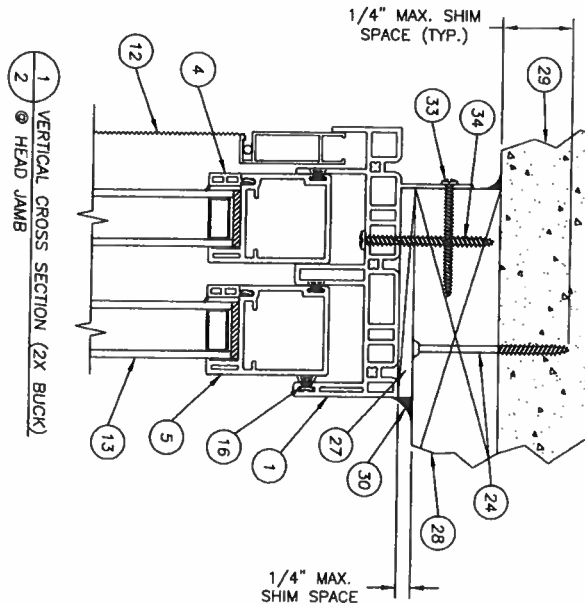 1/4" MAX. SHIM
SPACE (TYP.)
29
34
33
4
12
1
2
VERTICAL CROSS SECTION (2X BUCK)
@ HEAD JAMB
13
5
16
1
27
30
28
24
1/4" MAX.
SHIM SPACE